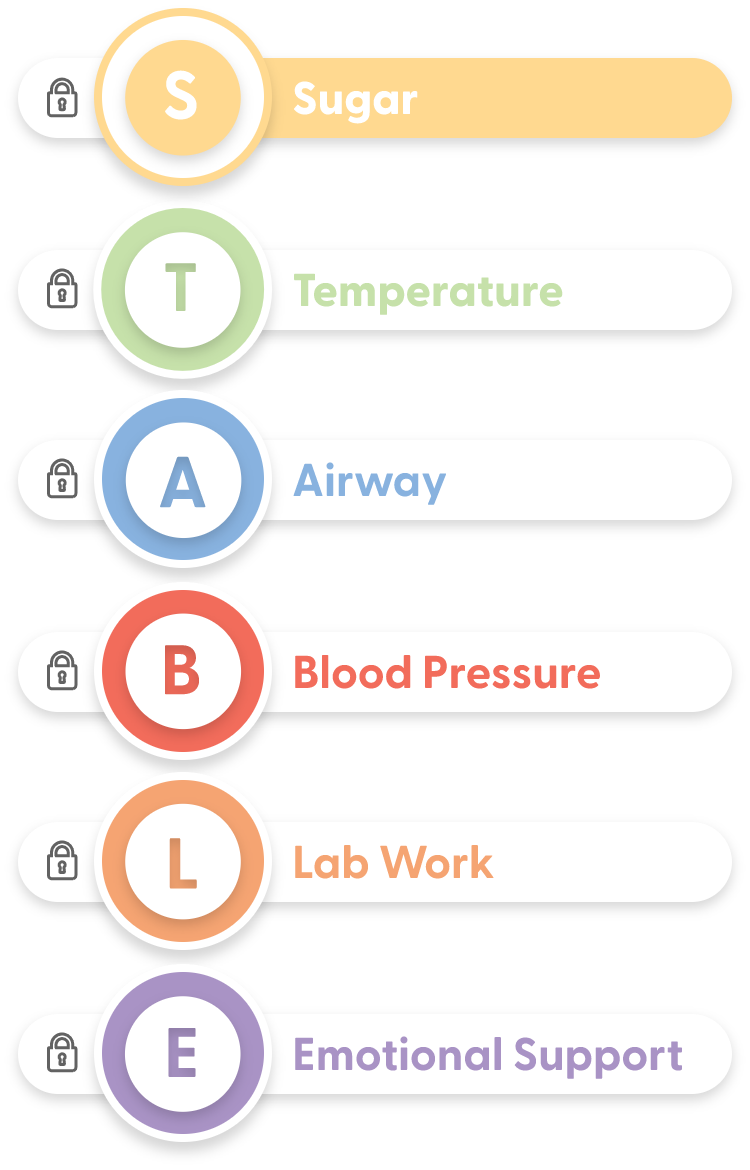 S Sugar
T Temperature
A Airway
B Blood Pressure
L Lab Work
E Emotional Support